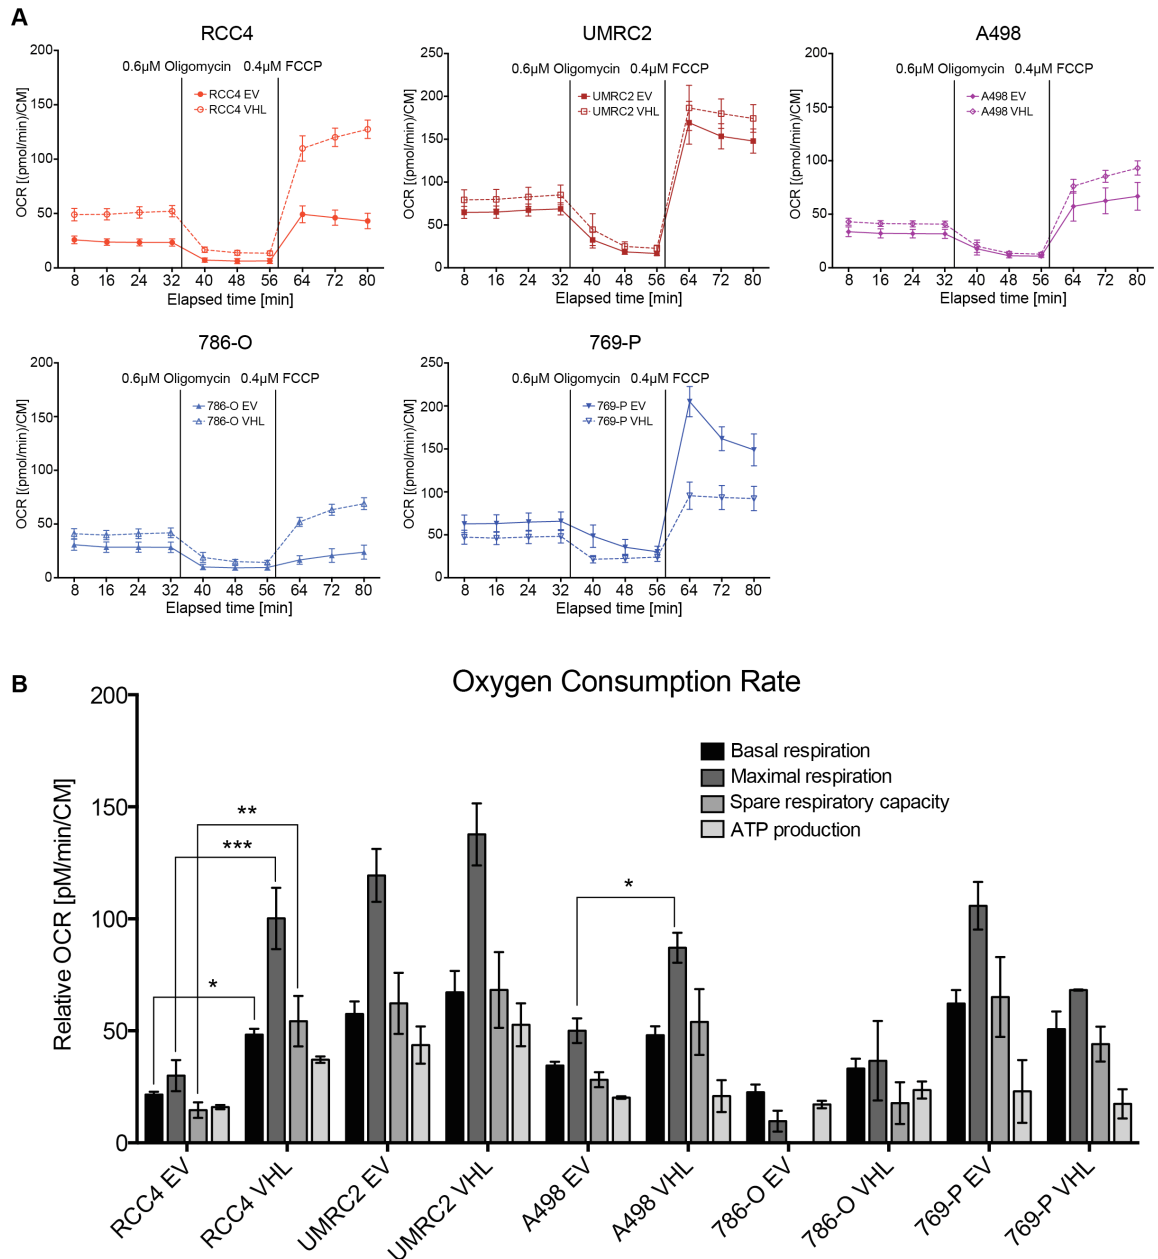 A
RCC4
200
150
100
50
0
OCR [(pmol/min)/CM]
0.6µM Oligomycin 0.4µM FCCP
RCC4 EV
RCC4 VHL
8 16 24 32 40 48 56 64 72 80
Elapsed time [min]
UMRC2
250
200
150
100
50
0
OCR [(pmol/min)/CM]
0.6µM Oligomycin 0.4µM FCCP
UMRC2 EV
UMRC2 VHL
8 16 24 32 40 48 56 64 72 80
Elapsed time [min]
A498
200
150
100
50
0
OCR [(pmol/min)/CM]
0.6µM Oligomycin 0.4µM FCCP
A498 EV
A498 VHL
8 16 24 32 40 48 56 64 72 80
Elapsed time [min]
786-O
200
150
100
50
0
OCR [(pmol/min)/CM]
0.6µM Oligomycin 0.4µM FCCP
786-O EV
786-O VHL
8 16 24 32 40 48 56 64 72 80
Elapsed time [min]
769-P
250
200
150
100
50
0
OCR [(pmol/min)/CM]
0.6µM Oligomycin 0.4µM FCCP
769-P EV
769-P VHL
8 16 24 32 40 48 56 64 72 80
Elapsed time [min]
B
Oxygen Consumption Rate
200
150
100
50
0
Relative OCR [pM/min/CM]
Basal respiration
Maximal respiration
Spare respiratory capacity
ATP production
**
***
*
*
RCC4 EV
RCC4 VHL
UMRC2 EV
UMRC2 VHL
A498 EV
A498 VHL
786-O EV
786-O VHL
769-P EV
769-P VHL